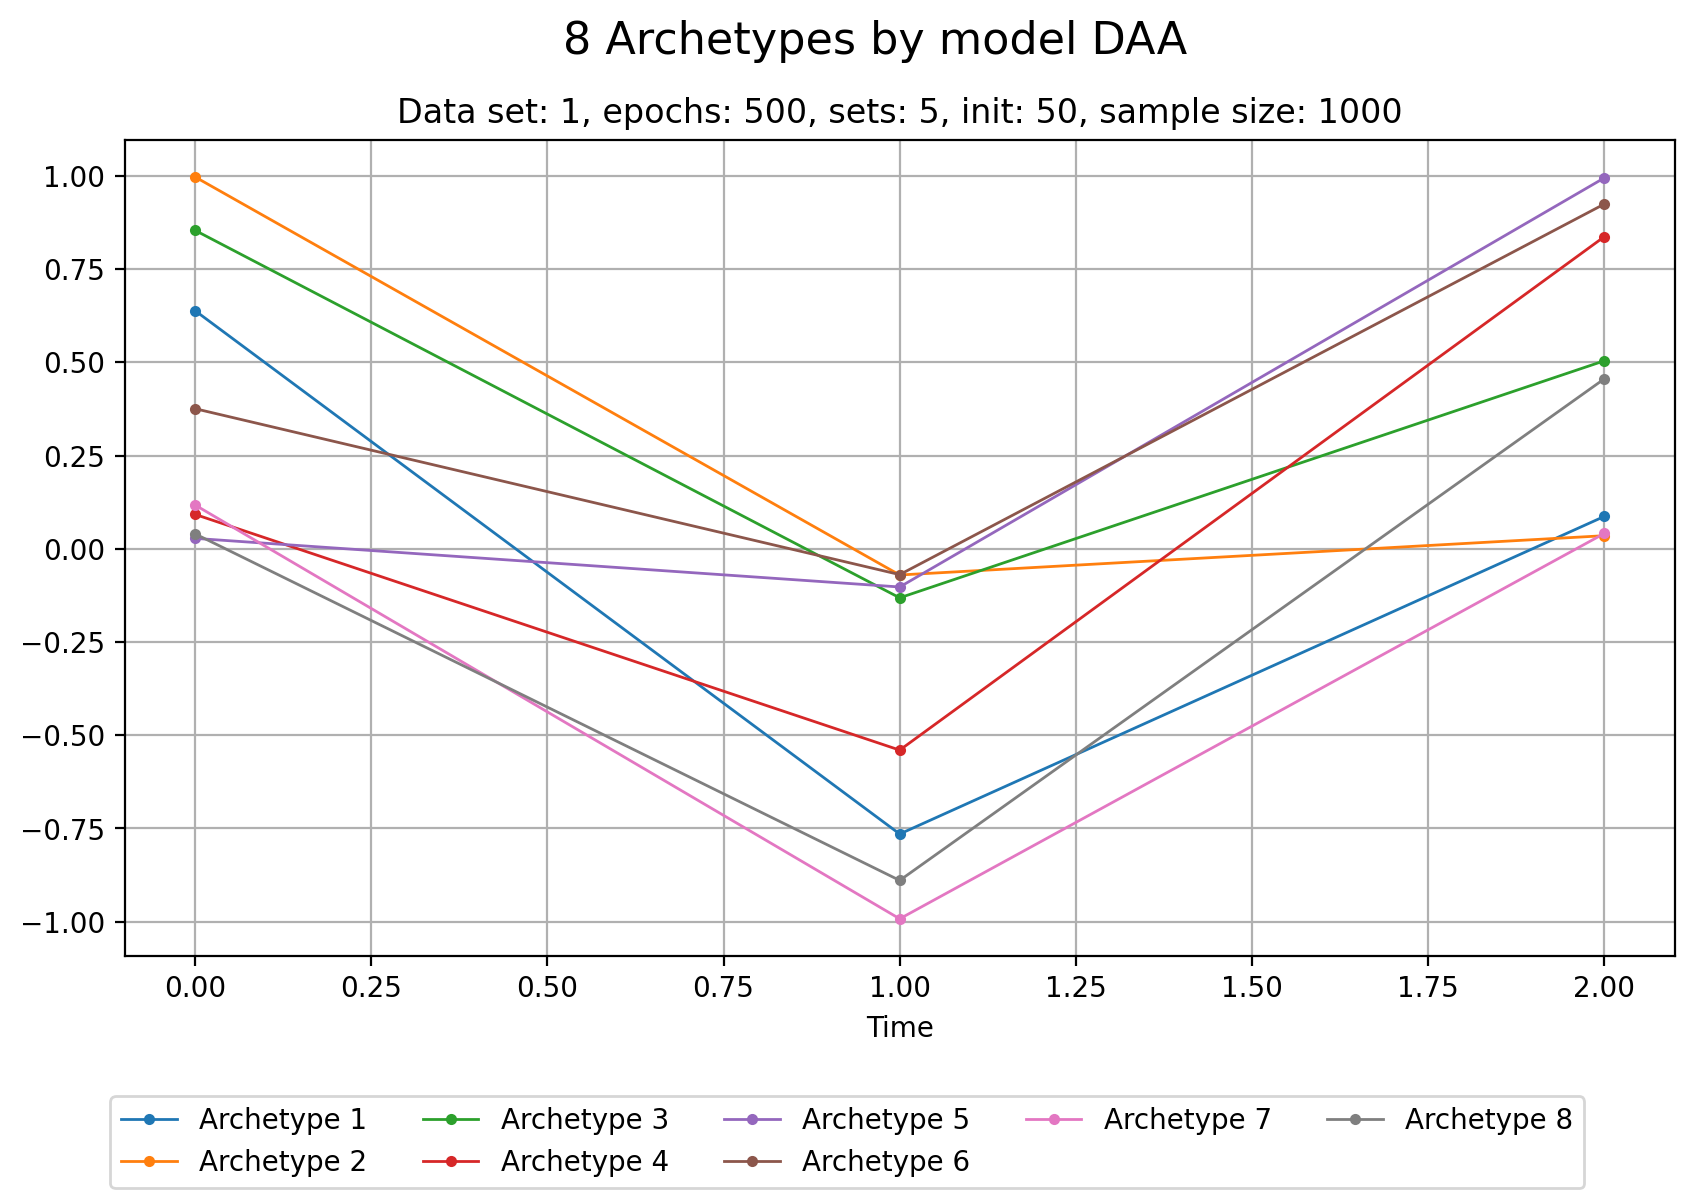 8 Archetypes by model DAA
Data set: 1, epochs: 500, sets: 5, init: 50, sample size: 1000
1.00
0.75
0.50
0.25
0.00
−0.25
−0.50
−0.75
−1.00
0.00 0.25 0.50 0.75 1.00 1.25 1.50 1.75 2.00
Time
Archetype 1 Archetype 3 Archetype 5 Archetype 7 Archetype 8
Archetype 2 Archetype 4 Archetype 6